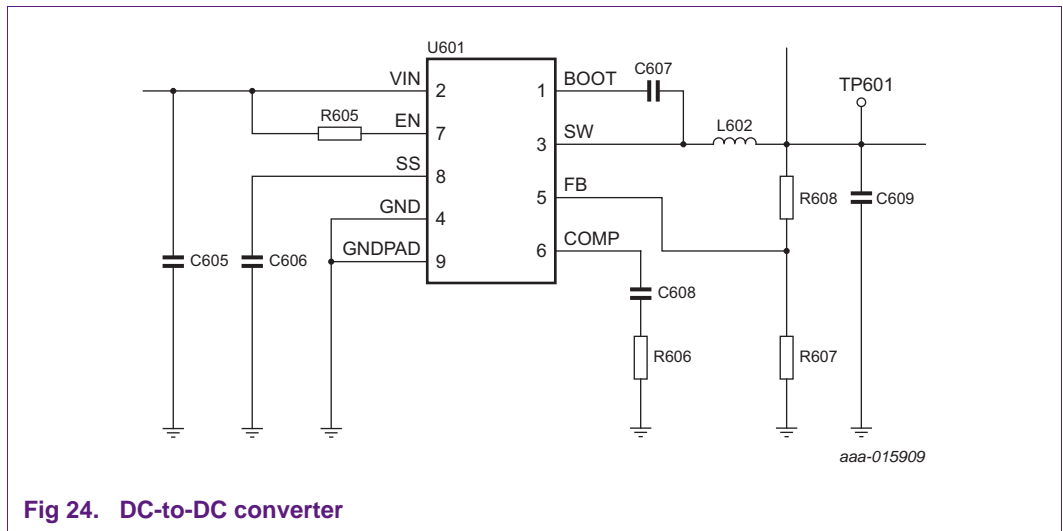 U601
VIN 2 1 BOOT C607
TP601
R605 EN 7 3 SW L602
SS 8 5 FB R608 C609
GND 4 6 COMP
GNDPAD 9
C605 C606 C608
R606 R607
aaa-015909
Fig 24. DC-to-DC converter